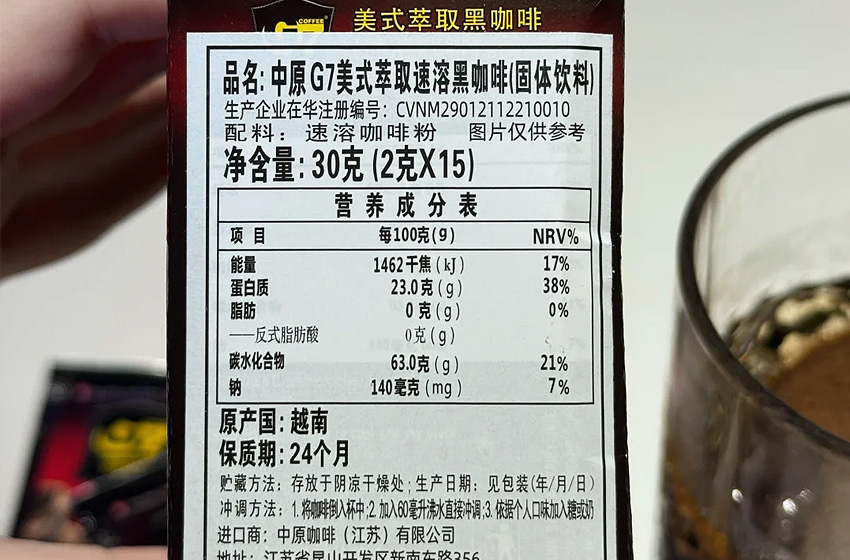 COFFEE
G7
美式萃取黑咖啡
品名:中原G7美式萃取速溶黑咖啡(固体饮料)
生产企业在华注册编号: CVNM29012112210010
配料: 速溶咖啡粉 图片仅供参考
净含量:30克 (2克X15)
营养成分表
项目 每100克(g) NRV%
能量 1462千焦(kJ) 17%
蛋白质 23.0克(g) 38%
脂肪 0克(g) 0%
——反式脂肪酸 0克(g)
碳水化合物 63.0克(g) 21%
钠 140毫克(mg) 7%
原产国:越南
保质期:24个月
贮藏方法: 存放于阴凉干燥处;生产日期: 见包装(年/月/日)
冲调方法: 1.将咖啡倒入杯中;2.加入60毫升沸水直接冲调;3.依据个人口味加入糖或奶
进口商: 中原咖啡(江苏)有限公司
地址: 江苏省昆山开发区新南东路356